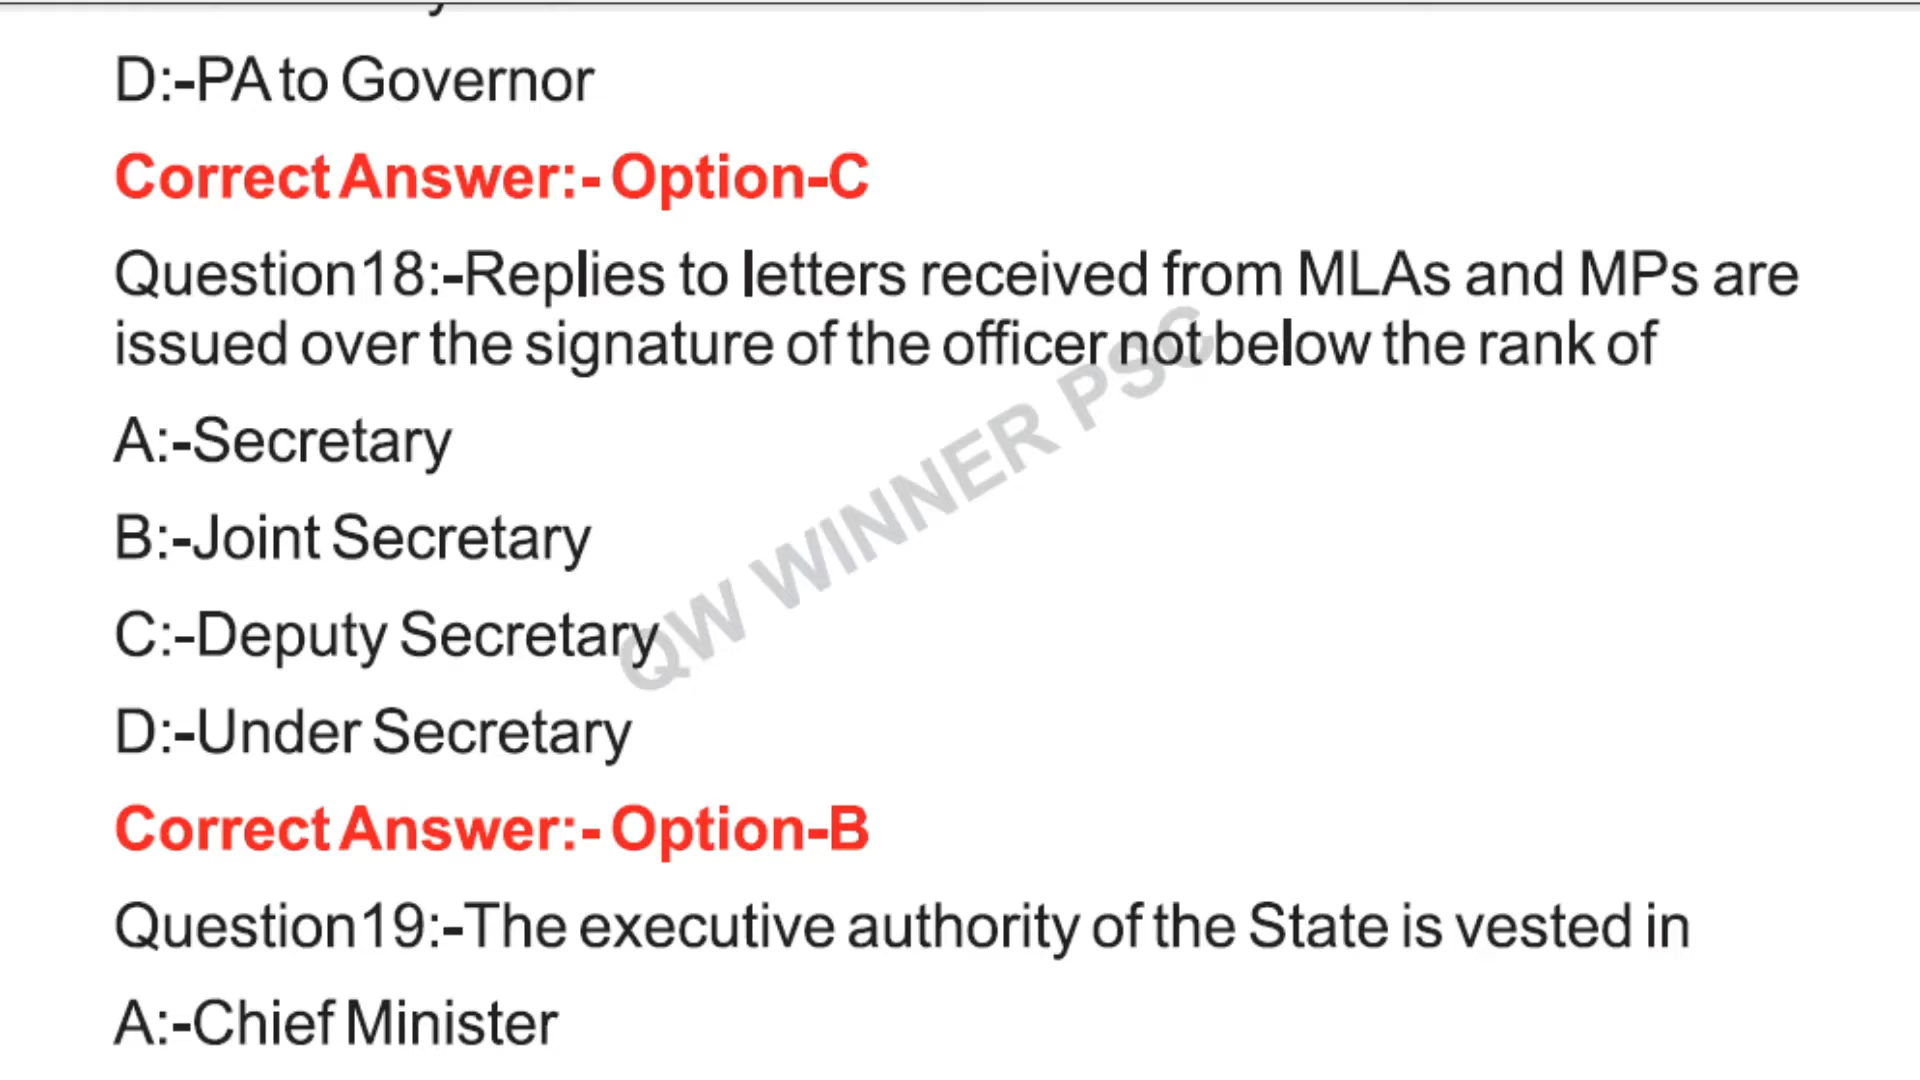 D:-PA to Governor
Correct Answer:- Option-C
Question18:-Replies to letters received from MLAs and MPs are
issued over the signature of the officer not below the rank of
A:-Secretary
B:-Joint Secretary
C:-Deputy Secretary
D:-Under Secretary
Correct Answer:- Option-B
Question19:-The executive authority of the State is vested in
A:-Chief Minister
QW WINNER PSC